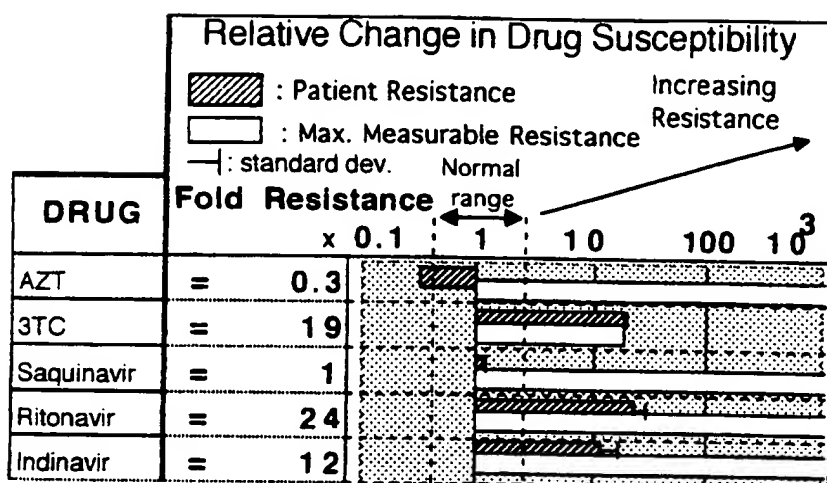 Relative Change in Drug Susceptibility
: Patient Resistance
: Max. Measurable Resistance
: standard dev.
Increasing
Resistance
Normal
range
DRUG
Fold Resistance
x 0.1 1 10 100 10³
AZT = 0.3
3TC = 19
Saquinavir = 1
Ritonavir = 24
Indinavir = 12